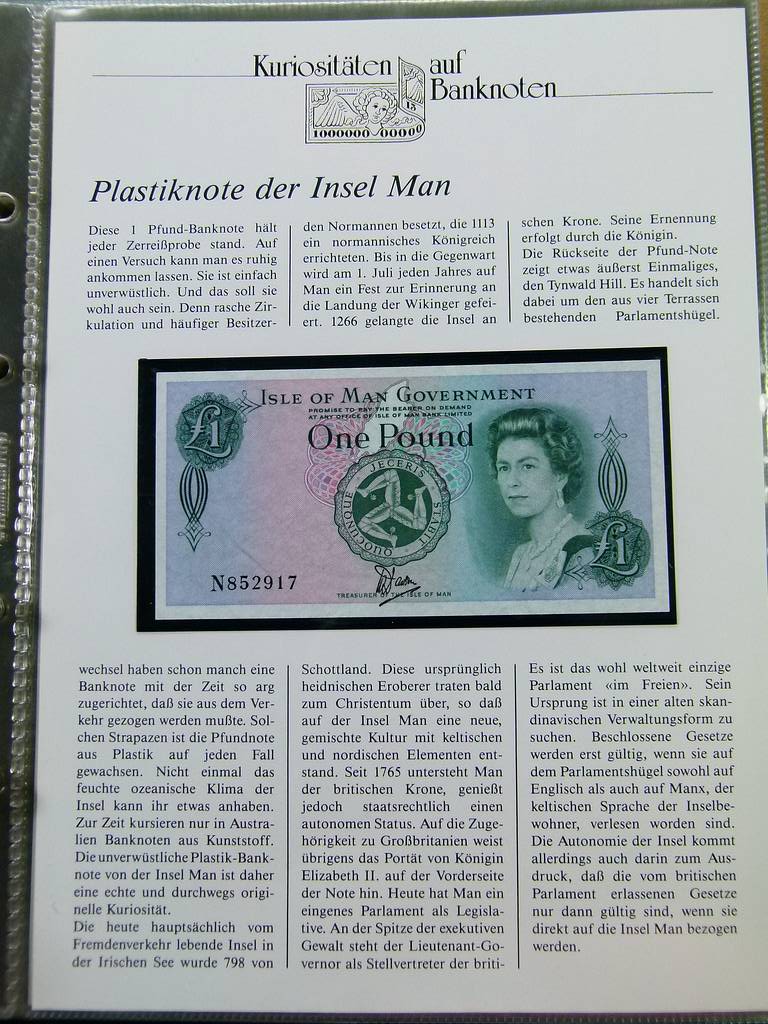 Kuriositäten auf
Banknoten
1000000 00000
Plastiknote der Insel Man
Diese 1 Pfund-Banknote hält
jeder Zerreißprobe stand. Auf
einen Versuch kann man es ruhig
ankommen lassen. Sie ist einfach
unverwüstlich. Und das soll sie
wohl auch sein. Denn rasche Zir-
kulation und häufiger Besitzer-
den Normannen besetzt, die 1113
ein normannisches Königreich
errichteten. Bis in die Gegenwart
wird am 1. Juli jeden Jahres auf
Man ein Fest zur Erinnerung an
die Landung der Wikinger gefei-
ert. 1266 gelangte die Insel an
schen Krone. Seine Ernennung
erfolgt durch die Königin.
Die Rückseite der Pfund-Note
zeigt etwas äußerst Einmaliges,
den Tynwald Hill. Es handelt sich
dabei um den aus vier Terrassen
bestehenden Parlamentshügel.
£1
ISLE OF MAN GOVERNMENT
PROMISE TO PAY THE BEARER ON DEMAND
AT ANY OFFICE OF ISLE OF MAN BANK LIMITED
One Pound
QUOCUNQUE JECERIS STABIT
N852917
TREASURER OF THE ISLE OF MAN
£1
wechsel haben schon manch eine
Banknote mit der Zeit so arg
zugerichtet, daß sie aus dem Ver-
kehr gezogen werden mußte. Sol-
chen Strapazen ist die Pfundnote
aus Plastik auf jeden Fall
gewachsen. Nicht einmal das
feuchte ozeanische Klima der
Insel kann ihr etwas anhaben.
Zur Zeit kursieren nur in Austra-
lien Banknoten aus Kunststoff.
Die unverwüstliche Plastik-Bank-
note von der Insel Man ist daher
eine echte und durchwegs origi-
nelle Kuriosität.
Die heute hauptsächlich vom
Fremdenverkehr lebende Insel in
der Irischen See wurde 798 von
Schottland. Diese ursprünglich
heidnischen Eroberer traten bald
zum Christentum über, so daß
auf der Insel Man eine neue,
gemischte Kultur mit keltischen
und nordischen Elementen ent-
stand. Seit 1765 untersteht Man
der britischen Krone, genießt
jedoch staatsrechtlich einen
autonomen Status. Auf die Zuge-
hörigkeit zu Großbritanien weist
übrigens das Portät von Königin
Elizabeth II. auf der Vorderseite
der Note hin. Heute hat Man ein
eingenes Parlament als Legisla-
tive. An der Spitze der exekutiven
Gewalt steht der Lieutenant-Go-
vernor als Stellvertreter der briti-
Es ist das wohl weltweit einzige
Parlament «im Freien». Sein
Ursprung ist in einer alten skan-
dinavischen Verwaltungsform zu
suchen. Beschlossene Gesetze
werden erst gültig, wenn sie auf
dem Parlamentshügel sowohl auf
Englisch als auch auf Manx, der
keltischen Sprache der Inselbe-
wohner, verlesen worden sind.
Die Autonomie der Insel kommt
allerdings auch darin zum Aus-
druck, daß die vom britischen
Parlament erlassenen Gesetze
nur dann gültig sind, wenn sie
direkt auf die Insel Man bezogen
werden.